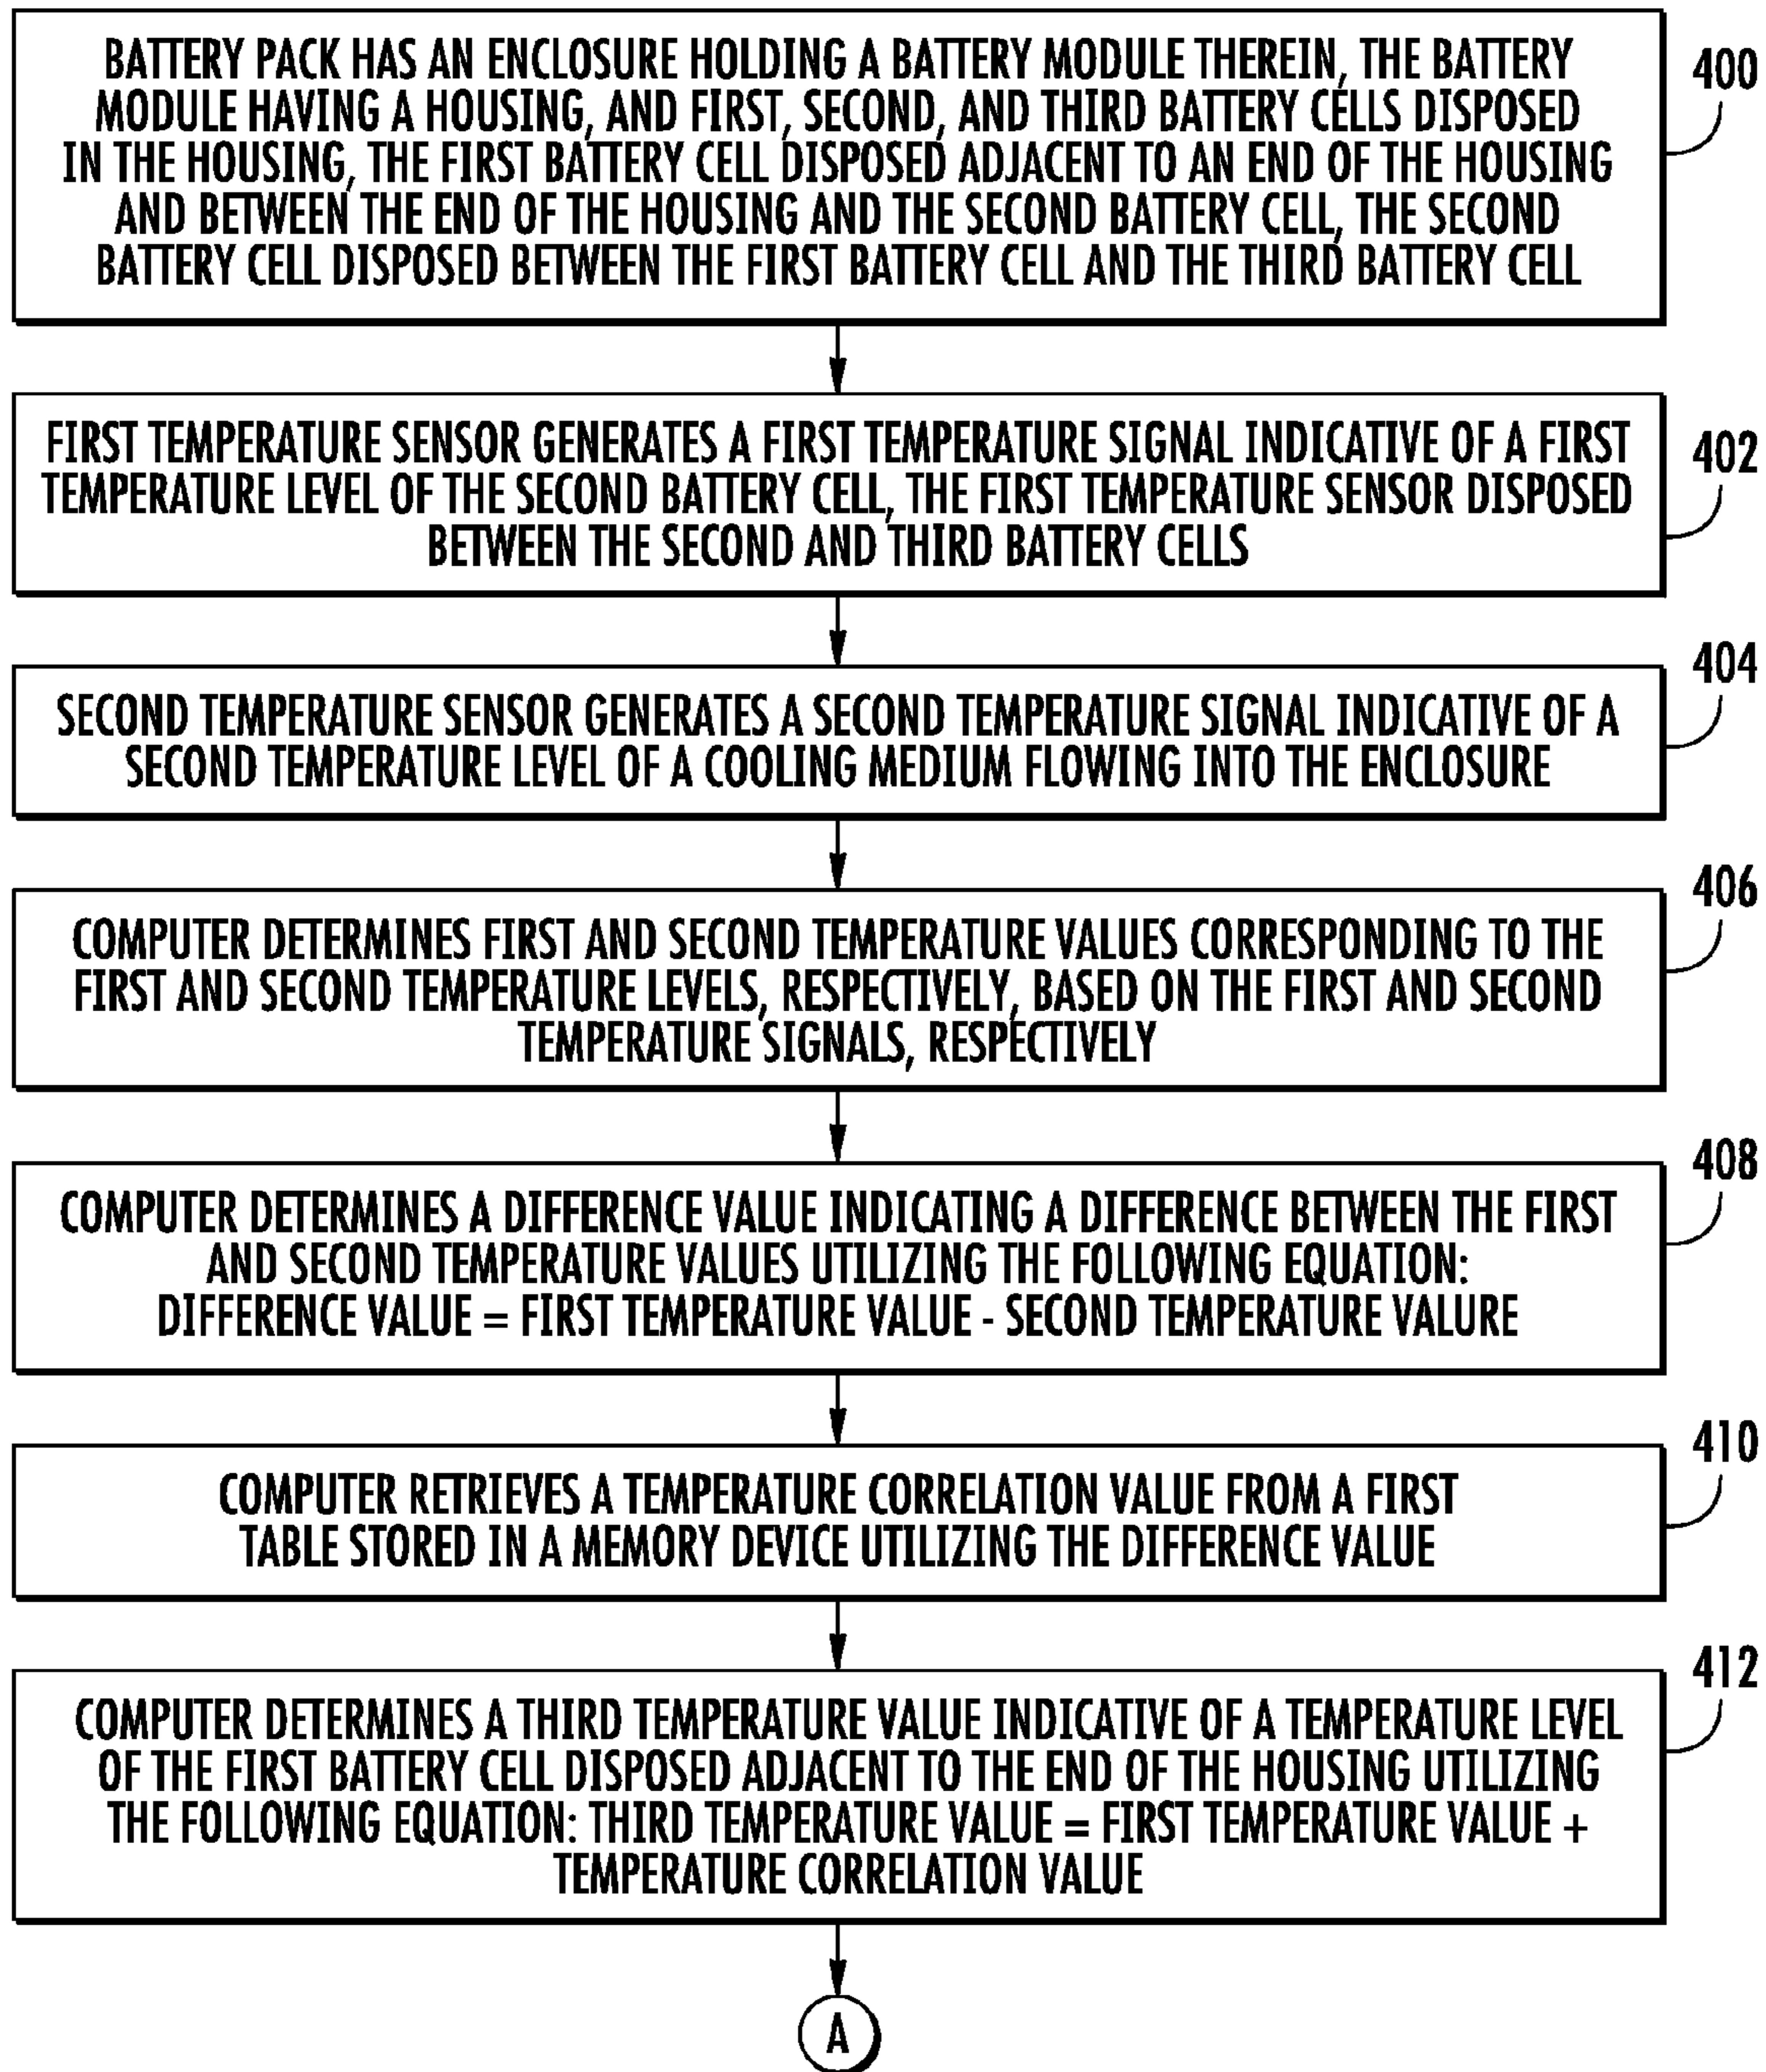 BATTERY PACK HAS AN ENCLOSURE HOLDING A BATTERY MODULE THEREIN, THE BATTERY
MODULE HAVING A HOUSING, AND FIRST, SECOND, AND THIRD BATTERY CELLS DISPOSED
IN THE HOUSING, THE FIRST BATTERY CELL DISPOSED ADJACENT TO AN END OF THE HOUSING
AND BETWEEN THE END OF THE HOUSING AND THE SECOND BATTERY CELL, THE SECOND
BATTERY CELL DISPOSED BETWEEN THE FIRST BATTERY CELL AND THE THIRD BATTERY CELL
400
FIRST TEMPERATURE SENSOR GENERATES A FIRST TEMPERATURE SIGNAL INDICATIVE OF A FIRST
TEMPERATURE LEVEL OF THE SECOND BATTERY CELL, THE FIRST TEMPERATURE SENSOR DISPOSED
BETWEEN THE SECOND AND THIRD BATTERY CELLS
402
SECOND TEMPERATURE SENSOR GENERATES A SECOND TEMPERATURE SIGNAL INDICATIVE OF A
SECOND TEMPERATURE LEVEL OF A COOLING MEDIUM FLOWING INTO THE ENCLOSURE
404
COMPUTER DETERMINES FIRST AND SECOND TEMPERATURE VALUES CORRESPONDING TO THE
FIRST AND SECOND TEMPERATURE LEVELS, RESPECTIVELY, BASED ON THE FIRST AND SECOND
TEMPERATURE SIGNALS, RESPECTIVELY
406
COMPUTER DETERMINES A DIFFERENCE VALUE INDICATING A DIFFERENCE BETWEEN THE FIRST
AND SECOND TEMPERATURE VALUES UTILIZING THE FOLLOWING EQUATION:
DIFFERENCE VALUE = FIRST TEMPERATURE VALUE - SECOND TEMPERATURE VALURE
408
COMPUTER RETRIEVES A TEMPERATURE CORRELATION VALUE FROM A FIRST
TABLE STORED IN A MEMORY DEVICE UTILIZING THE DIFFERENCE VALUE
410
COMPUTER DETERMINES A THIRD TEMPERATURE VALUE INDICATIVE OF A TEMPERATURE LEVEL
OF THE FIRST BATTERY CELL DISPOSED ADJACENT TO THE END OF THE HOUSING UTILIZING
THE FOLLOWING EQUATION: THIRD TEMPERATURE VALUE = FIRST TEMPERATURE VALUE +
TEMPERATURE CORRELATION VALUE
412
A